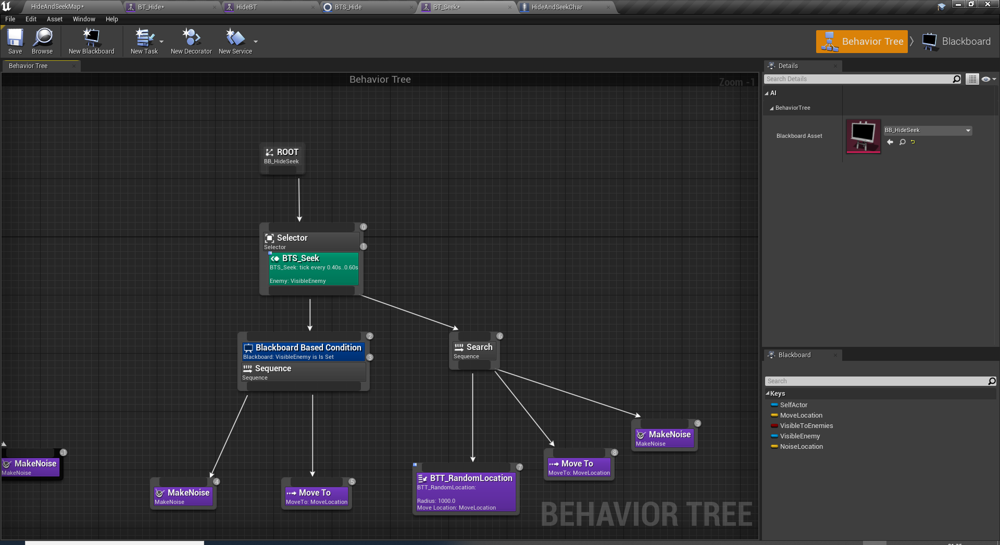 HideAndSeekMap*
BT_Hide*
HideBT
BTS_Hide
BT_Seek*
HideAndSeekChar
File
Edit
Asset
Window
Help
Save
Browse
New Blackboard
New Task
New Decorator
New Service
Behavior Tree
Blackboard
Behavior Tree
Behavior Tree
Zoom -1
ROOT
BB_HideSeek
0
Selector
Selector
1
BTS_Seek
BTS_Seek: tick every 0.40s..0.60s
Enemy: VisibleEnemy
2
Blackboard Based Condition
Blackboard: VisibleEnemy is Is Set
3
Sequence
Sequence
6
Search
Sequence
-1
MakeNoise
MakeNoise
4
MakeNoise
MakeNoise
5
Move To
MoveTo: MoveLocation
7
BTT_RandomLocation
BTT_RandomLocation:
Radius: 1000.0
Move Location: MoveLocation
8
Move To
MoveTo: MoveLocation
9
MakeNoise
MakeNoise
BEHAVIOR TREE
Details
Search Details
AI
BehaviorTree
Blackboard Asset
BB_HideSeek
Blackboard
Search
Keys
SelfActor
MoveLocation
VisibleToEnemies
VisibleEnemy
NoiseLocation